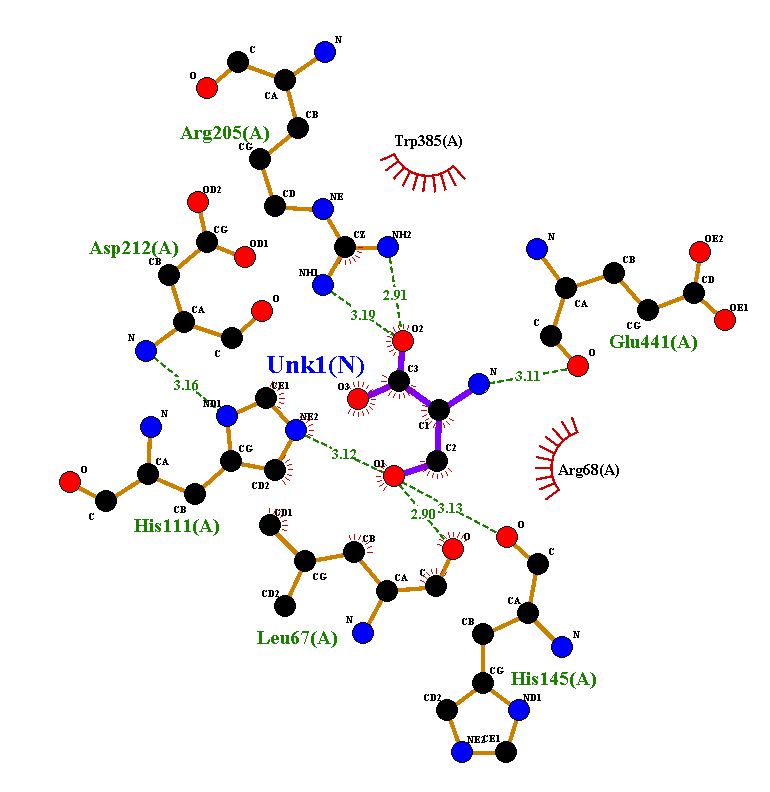 N
C
O
CA
CB
Arg205(A)
Trp385(A)
CG
OD2
CD
NE
CG
OD1
Asp212(A)
CB
CZ
NH2
N
OE2
NH1
CB
CD
CA
2.91
CA
O
3.19
CG
OE1
N
C
O2
C
Glu441(A)
Unk1(N)
O
3.16
CE1
C3
N
3.11
O3
ND1
NE2
C1
N
3.12
CG
C2
O1
O
CA
CD2
Arg68(A)
C
CB
3.13
His111(A)
CD1
2.90
O
O
CB
C
CG
CA
C
CD2
CA
N
CB
N
Leu67(A)
CG
His145(A)
CD2
ND1
NE2
CE1